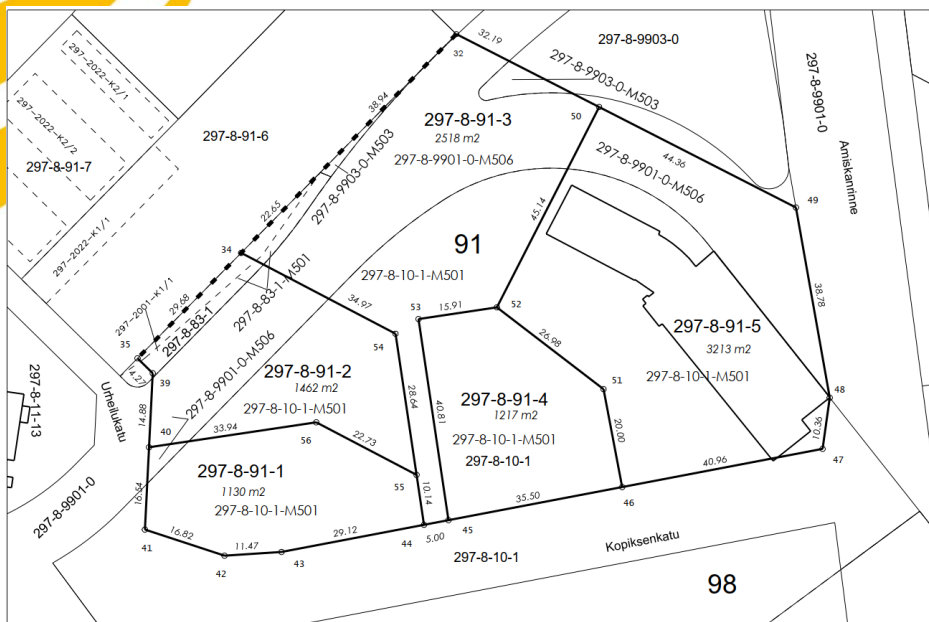 32.19
297-8-9903-0
32
297-8-9903-0-M503
297-2022-K2/1
297-8-9901-0
38.94
50
297-8-91-3
2518 m2
297-8-9901-0-M506
297-2022-K2/2
297-8-91-6
297-8-91-7
297-8-9903-0-M503
297-8-9901-0-M506
44.36
Amiskanrinne
49
45.14
22.65
297-2022-K1/1
34
91
297-8-10-1-M501
297-8-83-1-M501
29.68
297-2001-K1/1
297-8-83-1
34.97
53
15.91
52
38.78
54
26.98
297-8-91-5
3213 m2
297-8-10-1-M501
35
14.27
39
297-8-9901-0-M506
297-8-91-2
1462 m2
297-8-10-1-M501
51
48
297-8-11-13
Urheilukatu
14.88
28.64
40.81
297-8-91-4
1217 m2
297-8-10-1-M501
297-8-10-1
20.00
10.36
40
33.94
56
22.73
47
297-8-91-1
1130 m2
297-8-10-1-M501
55
40.96
46
297-8-9901-0
16.54
10.14
35.50
41
16.82
11.47
29.12
44
5.00
45
42
43
297-8-10-1
Kopiksenkatu
98